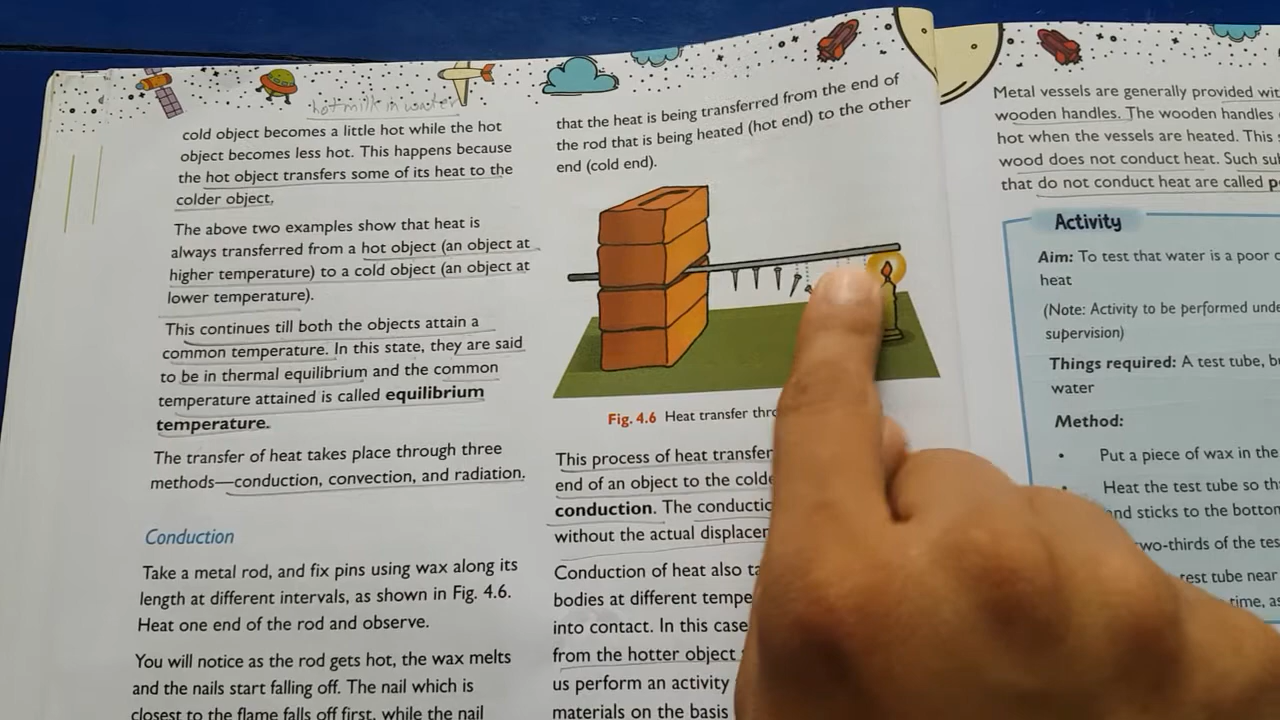 hot milk in water
cold object becomes a little hot while the hot
object becomes less hot. This happens because
the hot object transfers some of its heat to the
colder object.
The above two examples show that heat is
always transferred from a hot object (an object at
higher temperature) to a cold object (an object at
lower temperature).
This continues till both the objects attain a
common temperature. In this state, they are said
to be in thermal equilibrium and the common
temperature attained is called equilibrium
temperature.
The transfer of heat takes place through three
methods—conduction, convection, and radiation.
Conduction
Take a metal rod, and fix pins using wax along its
length at different intervals, as shown in Fig. 4.6.
Heat one end of the rod and observe.
You will notice as the rod gets hot, the wax melts
and the nails start falling off. The nail which is
closest to the flame falls off first, while the nail
that the heat is being transferred from the end of
the rod that is being heated (hot end) to the other
end (cold end).
Fig. 4.6 Heat transfer
This process of heat transfer
end of an object to the
conduction. The
without the actual
Conduction of heat also
bodies at different
into contact. In this case
from the hotter object
us perform an activity
materials on the basis
Metal vessels are generally provided
wooden handles. The wooden handles
hot when the vessels are heated. This
wood does not conduct heat. Such
that do not conduct heat are called
Activity
Aim: To test that water is a poor
heat
(Note: Activity to be performed
supervision)
Things required: A test tube,
water
Method:
• Put a piece of wax in the
• Heat the test tube so
and sticks to the bottom
two-thirds of the
test tube near
time,